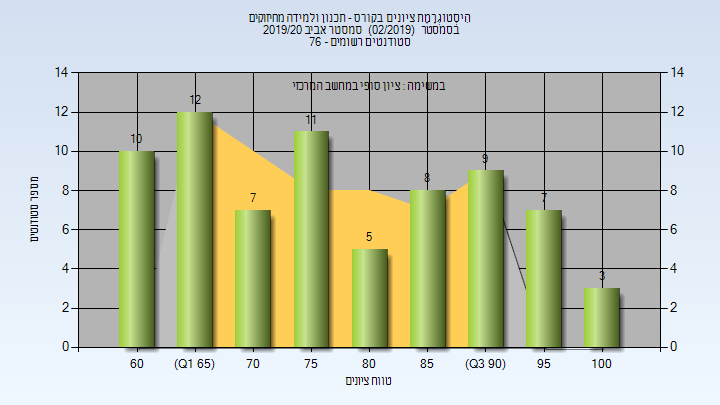 היסטוגרמת ציונים בקורס - תכנון ולמידה מחיזוקים
בסמסטר (02/2019) סמסטר אביב 2019/20
סטודנטים רשומים - 76
במשימה : ציון סופי במחשב המרכזי
מספר סטודנטים
14 12 10 8 6 4 2 0
10 12 7 11 5 8 9 7 3
14 12 10 8 6 4 2 0
60 (Q1 65) 70 75 80 85 (Q3 90) 95 100
טווח ציונים